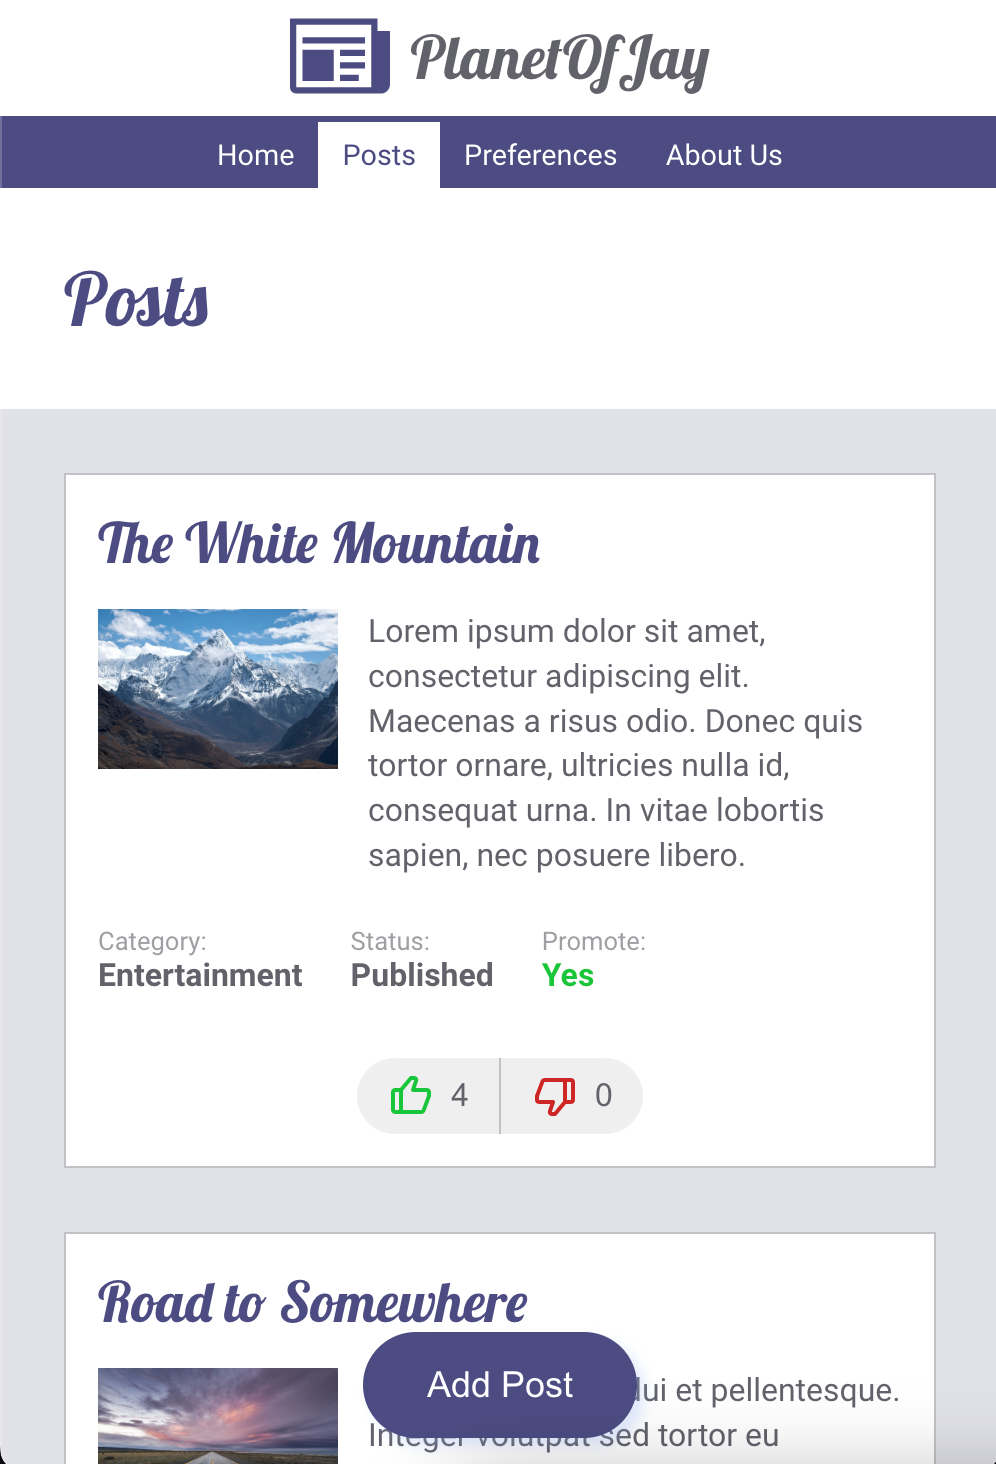 PlanetOfJay
Home Posts Preferences About Us
Posts
The White Mountain
Lorem ipsum dolor sit amet,
consectetur adipiscing elit.
Maecenas a risus odio. Donec quis
tortor ornare, ultricies nulla id,
consequat urna. In vitae lobortis
sapien, nec posuere libero.
Category: Status: Promote:
Entertainment Published Yes
4 0
Road to Somewhere
Add Post
et pellentesque.
Integer volutpat sed tortor eu